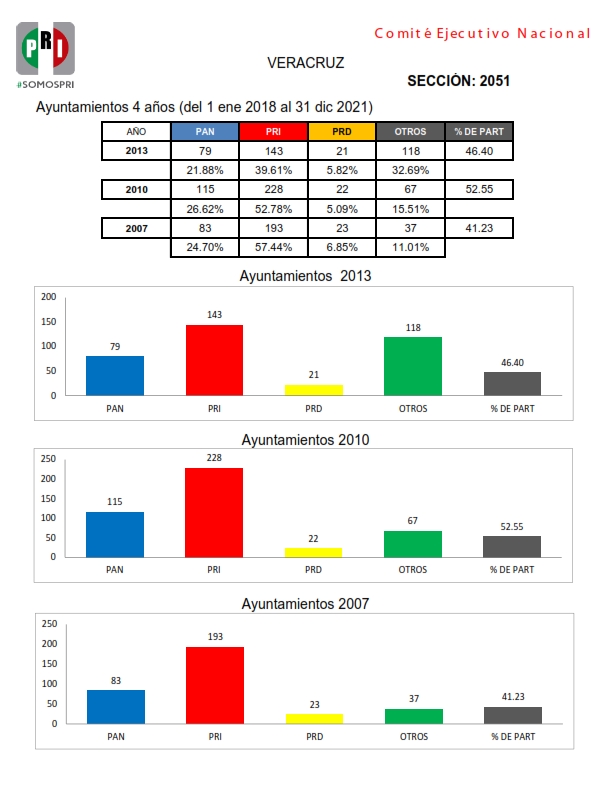 PRI
#SOMOSPRI
Comité Ejecutivo Nacional
VERACRUZ
SECCIÓN: 2051
Ayuntamientos 4 años (del 1 ene 2018 al 31 dic 2021)
AÑO PAN PRI PRD OTROS % DE PART
2013 79 143 21 118 46.40
21.88% 39.61% 5.82% 32.69%
2010 115 228 22 67 52.55
26.62% 52.78% 5.09% 15.51%
2007 83 193 23 37 41.23
24.70% 57.44% 6.85% 11.01%
Ayuntamientos 2013
200
150
100
50
0
79 143 21 118 46.40
PAN PRI PRD OTROS % DE PART
Ayuntamientos 2010
250
200
150
100
50
0
115 228 22 67 52.55
PAN PRI PRD OTROS % DE PART
Ayuntamientos 2007
250
200
150
100
50
0
83 193 23 37 41.23
PAN PRI PRD OTROS % DE PART